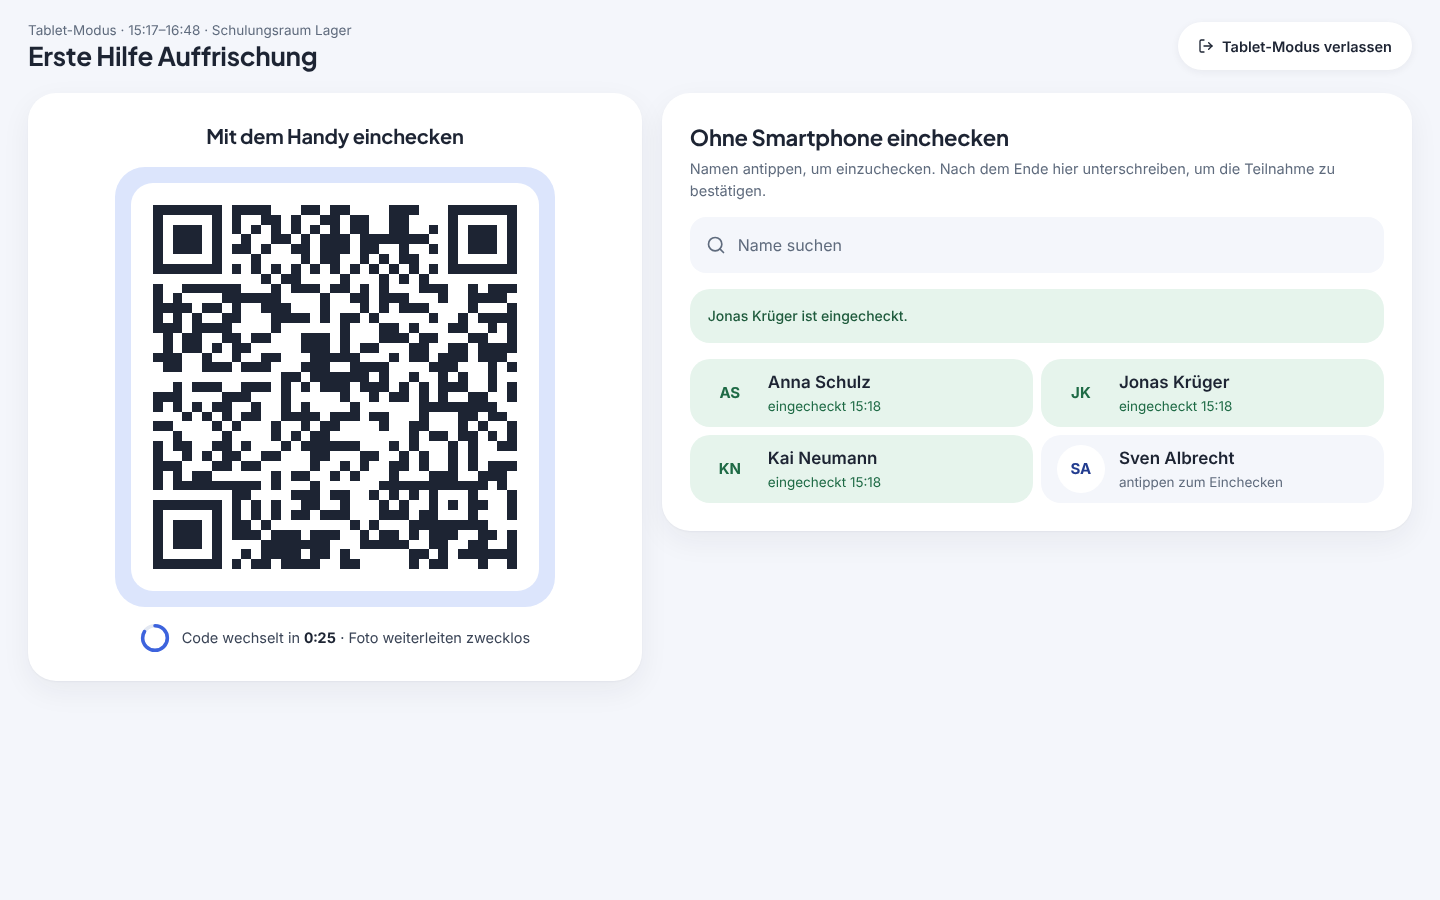 Tablet-Modus · 15:17–16:48 · Schulungsraum Lager
Erste Hilfe Auffrischung
Tablet-Modus verlassen
Mit dem Handy einchecken
Code wechselt in 0:25 · Foto weiterleiten zwecklos
Ohne Smartphone einchecken
Namen antippen, um einzuchecken. Nach dem Ende hier unterschreiben, um die Teilnahme zu
bestätigen.
Name suchen
Jonas Krüger ist eingecheckt.
AS
Anna Schulz
eingecheckt 15:18
JK
Jonas Krüger
eingecheckt 15:18
KN
Kai Neumann
eingecheckt 15:18
SA
Sven Albrecht
antippen zum Einchecken